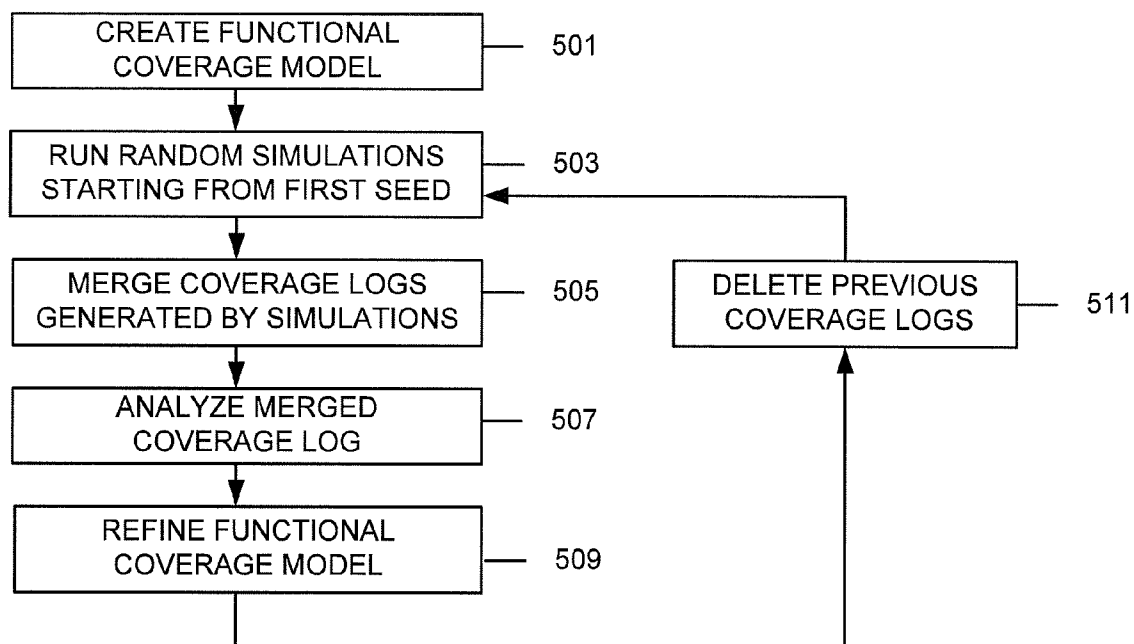 CREATE FUNCTIONAL
COVERAGE MODEL
501
RUN RANDOM SIMULATIONS
STARTING FROM FIRST SEED
503
MERGE COVERAGE LOGS
GENERATED BY SIMULATIONS
505
DELETE PREVIOUS
COVERAGE LOGS
511
ANALYZE MERGED
COVERAGE LOG
507
REFINE FUNCTIONAL
COVERAGE MODEL
509